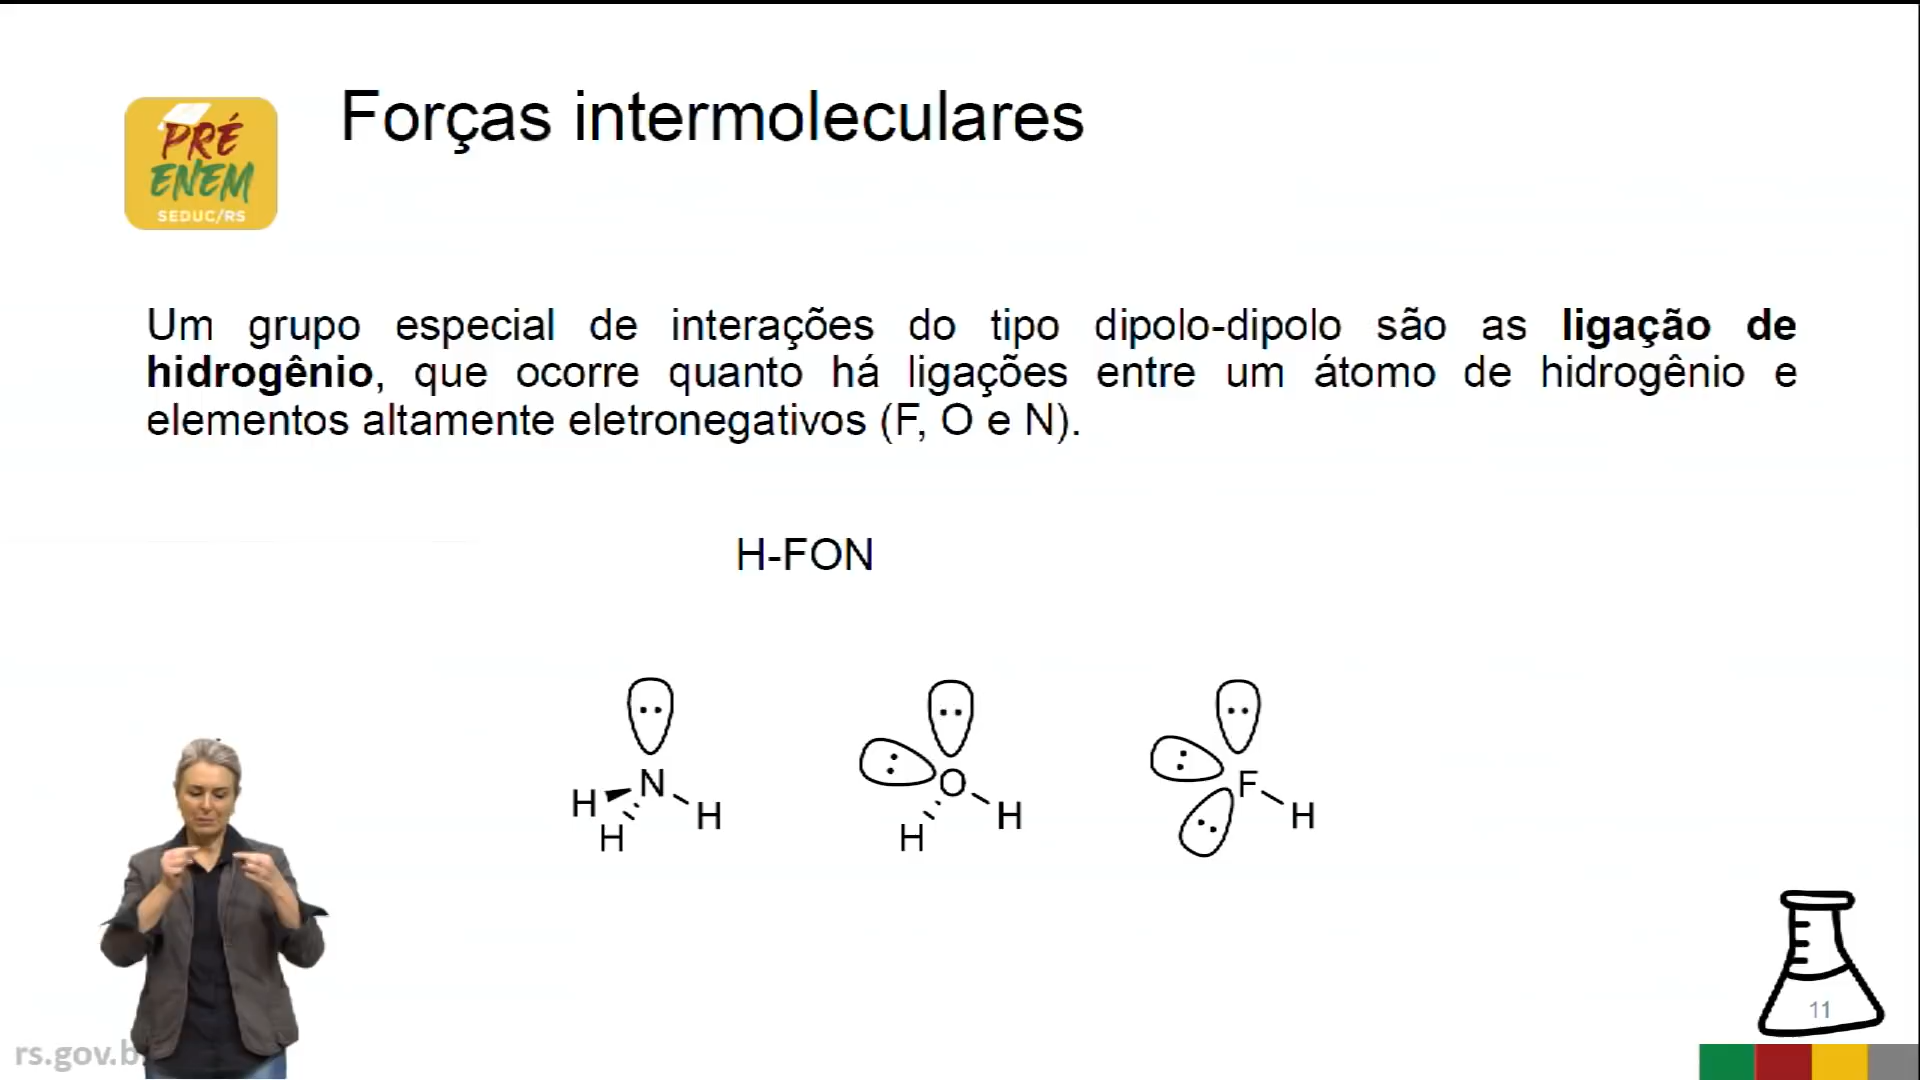 Forças intermoleculares
PRÉ
ENEM
SEDUC/RS
Um grupo especial de interações do tipo dipolo-dipolo são as ligação de
hidrogênio, que ocorre quanto há ligações entre um átomo de hidrogênio e
elementos altamente eletronegativos (F, O e N).
H-FON
N
H
H
H
O
H
H
F
H
11
rs.gov.b